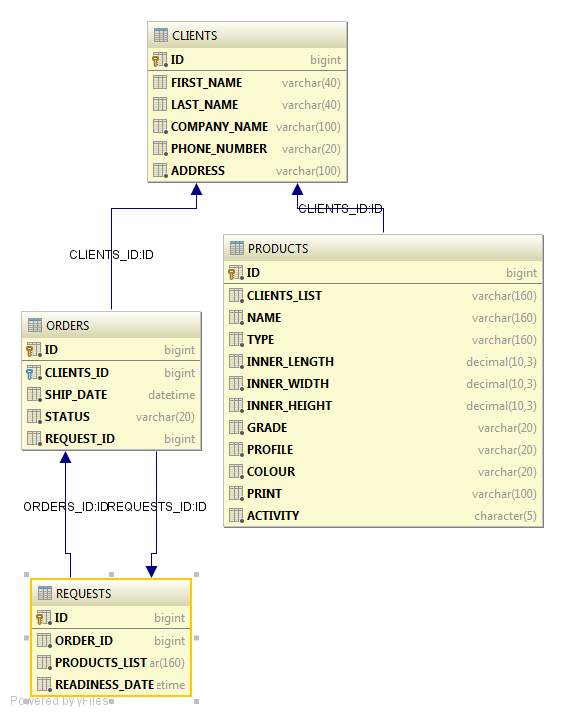 CLIENTS
ID bigint
FIRST_NAME varchar(40)
LAST_NAME varchar(40)
COMPANY_NAME varchar(100)
PHONE_NUMBER varchar(20)
ADDRESS varchar(100)
CLIENTS_ID:ID
CLIENTS_ID:ID
PRODUCTS
ID bigint
CLIENTS_LIST varchar(160)
NAME varchar(160)
TYPE varchar(160)
INNER_LENGTH decimal(10,3)
INNER_WIDTH decimal(10,3)
INNER_HEIGHT decimal(10,3)
GRADE varchar(20)
PROFILE varchar(20)
COLOUR varchar(20)
PRINT varchar(100)
ACTIVITY character(5)
ORDERS
ID bigint
CLIENTS_ID bigint
SHIP_DATE datetime
STATUS varchar(20)
REQUEST_ID bigint
ORDERS_ID:ID
REQUESTS_ID:ID
REQUESTS
ID bigint
ORDER_ID bigint
PRODUCTS_LIST ar(160)
READINESS_DATE etime
Powered by yFiles